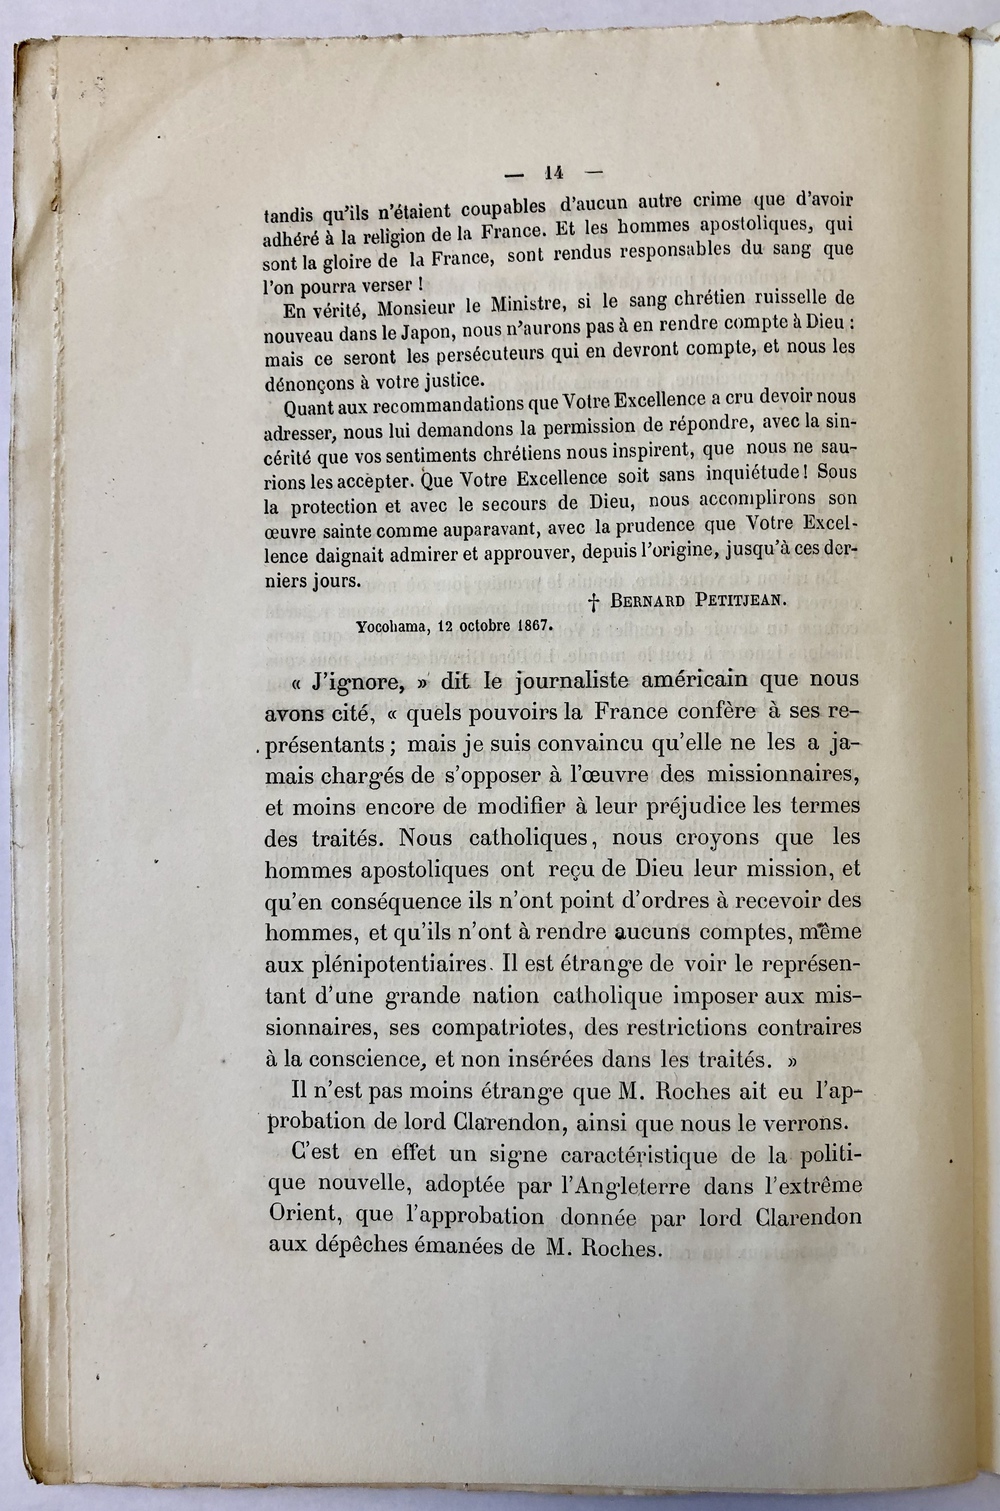 — 14 —
tandis qu'ils n'étaient coupables d'aucun autre crime que d'avoir
adhéré à la religion de la France. Et les hommes apostoliques, qui
sont la gloire de la France, sont rendus responsables du sang que
l'on pourra verser !
En vérité, Monsieur le Ministre, si le sang chrétien ruisselle de
nouveau dans le Japon, nous n'aurons pas à en rendre compte à Dieu :
mais ce seront les persécuteurs qui en devront compte, et nous les
dénonçons à votre justice.
Quant aux recommandations que Votre Excellence a cru devoir nous
adresser, nous lui demandons la permission de répondre, avec la sin-
cérité que vos sentiments chrétiens nous inspirent, que nous ne sau-
rions les accepter. Que Votre Excellence soit sans inquiétude ! Sous
la protection et avec le secours de Dieu, nous accomplirons son
œuvre sainte comme auparavant, avec la prudence que Votre Excel-
lence daignait admirer et approuver, depuis l'origine, jusqu'à ces der-
niers jours.
† BERNARD PETITJEAN.
Yocohama, 12 octobre 1867.
« J'ignore, » dit le journaliste américain que nous
avons cité, « quels pouvoirs la France confère à ses re-
présentants ; mais je suis convaincu qu'elle ne les a ja-
mais chargés de s'opposer à l'œuvre des missionnaires,
et moins encore de modifier à leur préjudice les termes
des traités. Nous catholiques, nous croyons que les
hommes apostoliques ont reçu de Dieu leur mission, et
qu'en conséquence ils n'ont point d'ordres à recevoir des
hommes, et qu'ils n'ont à rendre aucuns comptes, même
aux plénipotentiaires. Il est étrange de voir le représen-
tant d'une grande nation catholique imposer aux mis-
sionnaires, ses compatriotes, des restrictions contraires
à la conscience, et non insérées dans les traités. »
Il n'est pas moins étrange que M. Roches ait eu l'ap-
probation de lord Clarendon, ainsi que nous le verrons.
C'est en effet un signe caractéristique de la politi-
que nouvelle, adoptée par l'Angleterre dans l'extrême
Orient, que l'approbation donnée par lord Clarendon
aux dépêches émanées de M. Roches.